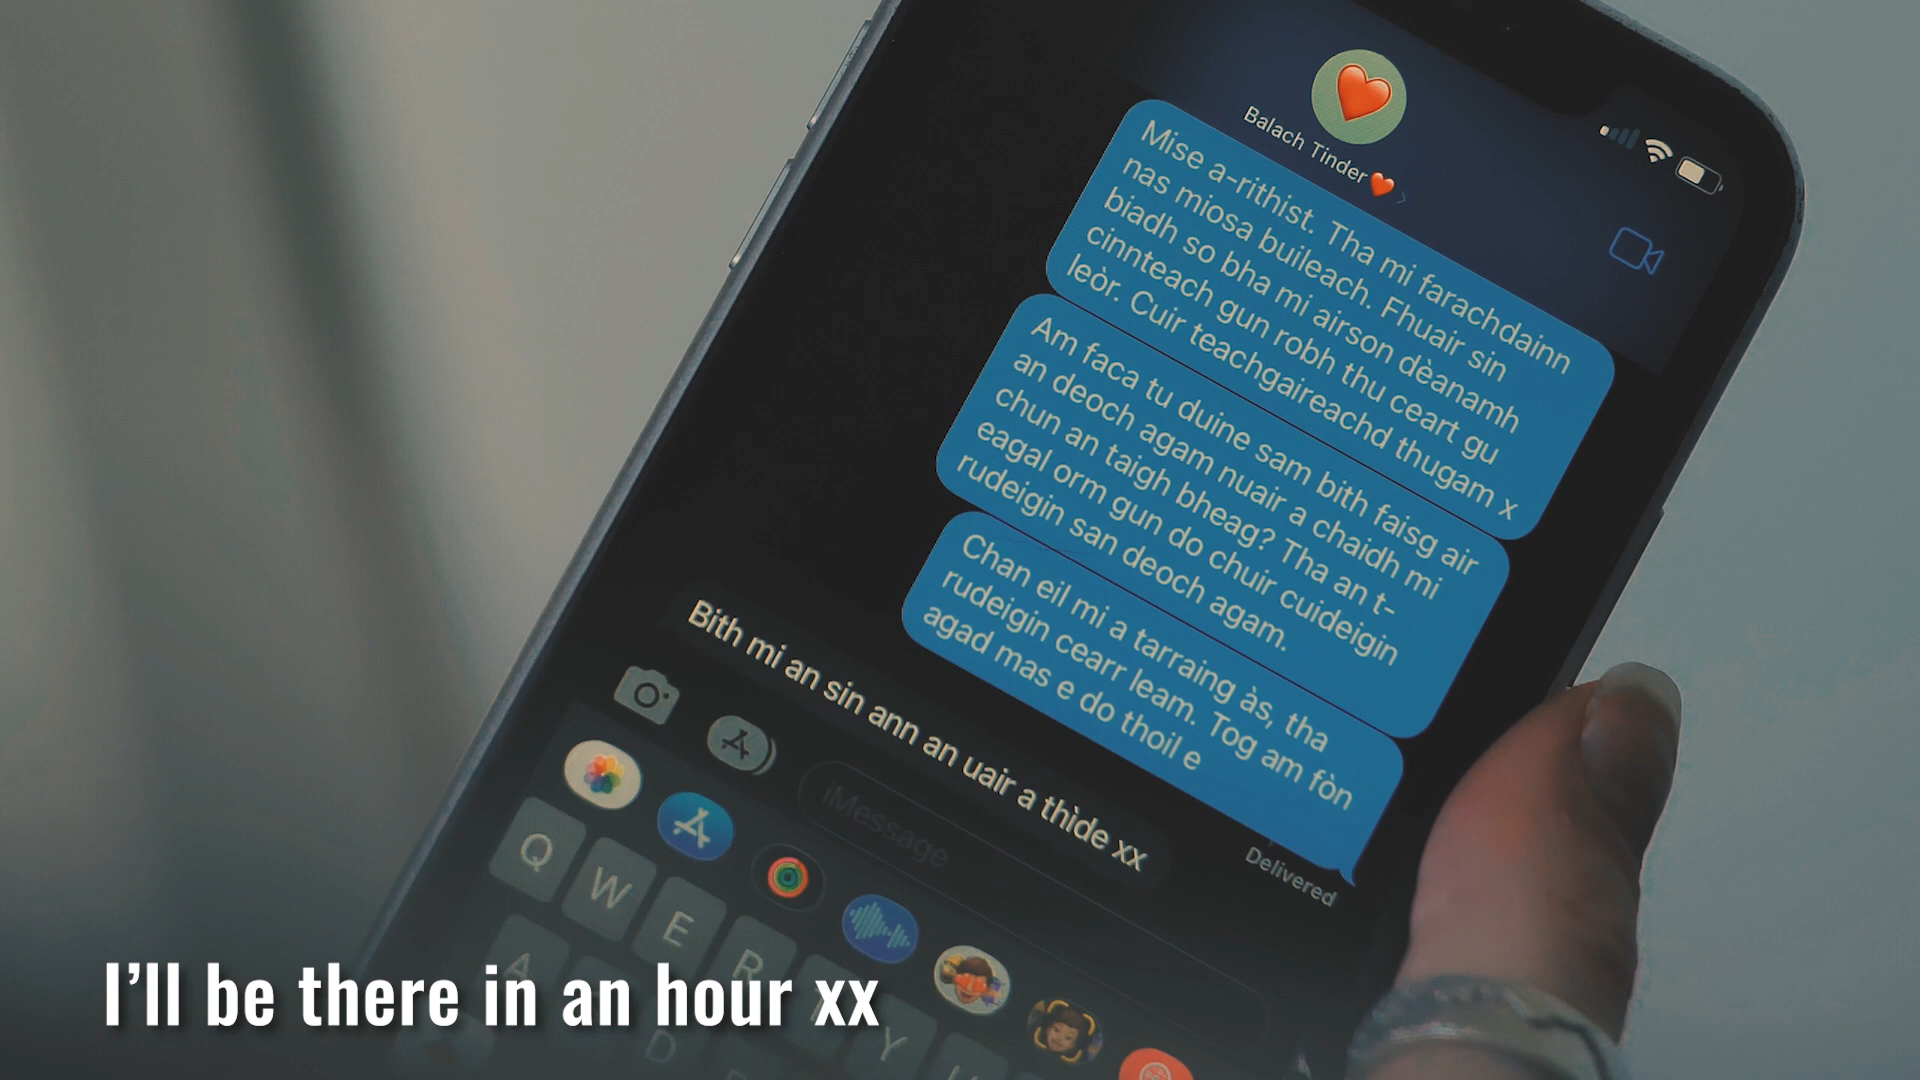 Balach Tinder❤️
Mise a-rithist. Tha mi farachdainn
nas miosa buileach. Fhuair sin
biadh so bha mi airson dèanamh
cinnteach gun robh thu ceart gu
leòr. Cuir teachgaireachd thugam x
Am faca tu duine sam bith faisg air
an deoch agam nuair a chaidh mi
chun an taigh bheag? Tha an t-
eagal orm gun do chuir cuideigin
rudeigin san deoch agam.
Chan eil mi a tarraing às, tha
rudeigin cearr leam. Tog am fòn
agad mas e do thoil e
Delivered
Bith mi an sin ann an uair a thìde xx
iMessage
Q W E R Y
A D
I’ll be there in an hour xx